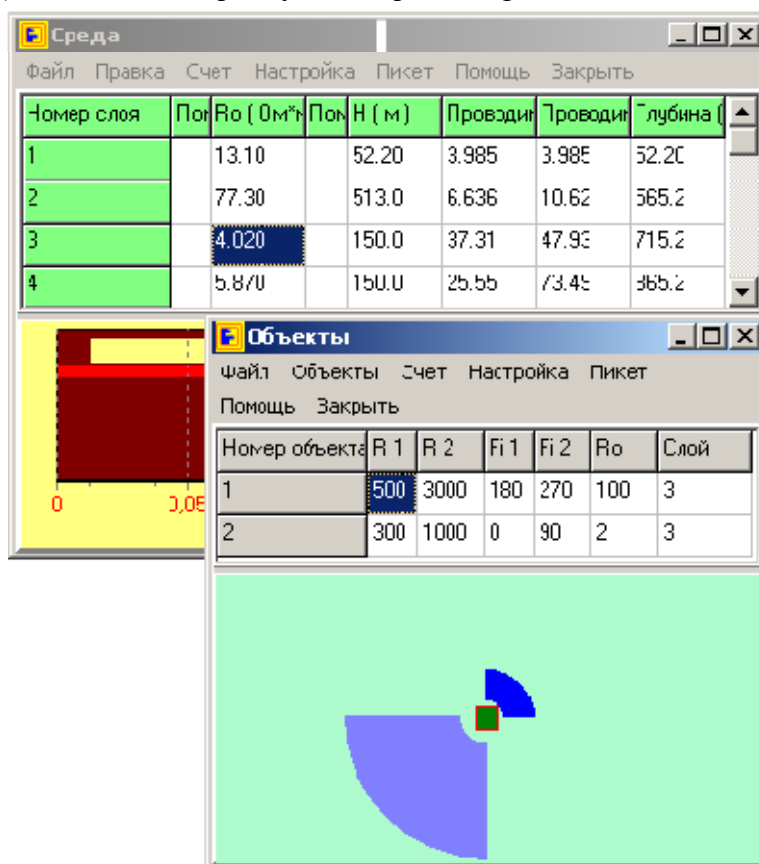 Среда
Файл Правка Счет Настройка Пикет Помощь Закрыть
Номер слоя Ro ( Ом*м H ( м ) Проводим Проводим Глубина (
1 13.10 52.20 3.985 3.985 52.20
2 77.30 513.0 6.636 10.62 565.2
3 4.020 150.0 37.31 47.93 715.2
4 5.870 150.0 25.55 73.45 865.2
0 0,05
Объекты
Файл Объекты Счет Настройка Пикет
Помощь Закрыть
Номер объекта R 1 R 2 Fi 1 Fi 2 Ro Слой
1 500 3000 180 270 100 3
2 300 1000 0 90 2 3